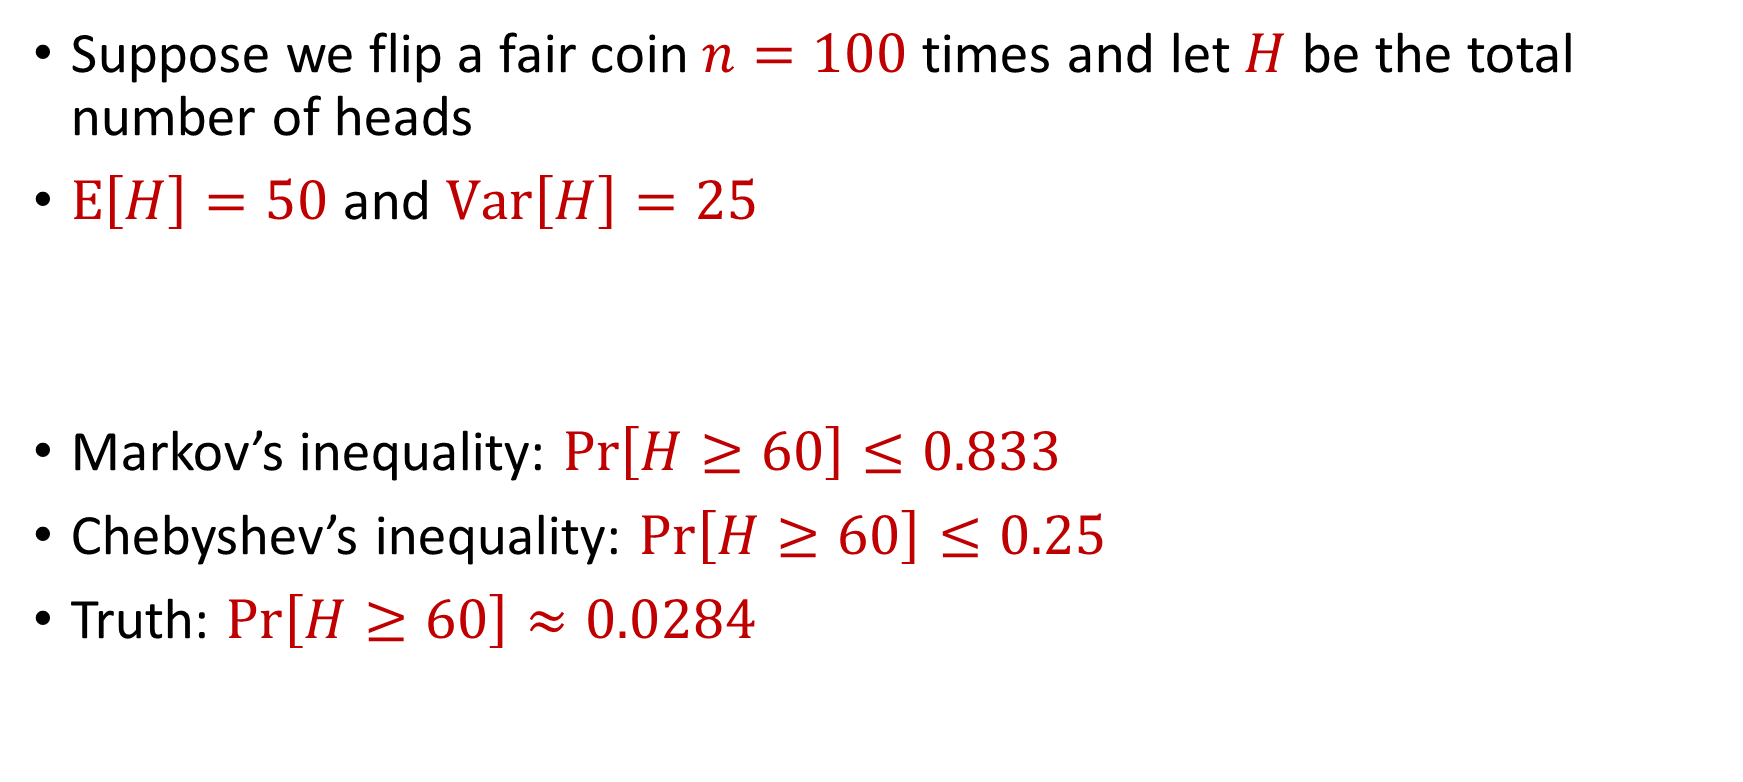 • Suppose we flip a fair coin n = 100 times and let H be the total
number of heads
• E[H] = 50 and Var[H] = 25
• Markov’s inequality: Pr[H ≥ 60] ≤ 0.833
• Chebyshev’s inequality: Pr[H ≥ 60] ≤ 0.25
• Truth: Pr[H ≥ 60] ≈ 0.0284